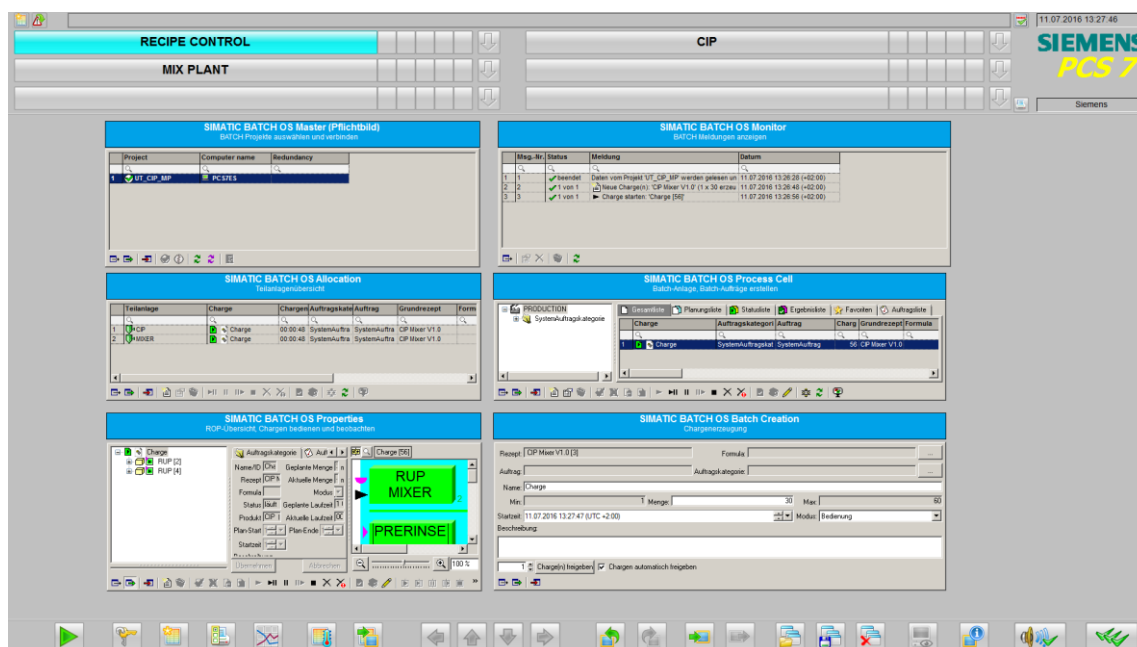 11.07.2016 13:27:46
RECIPE CONTROL
CIP
SIEMENS
MIX PLANT
PCS 7
Siemens
SIMATIC BATCH OS Master (Pflichtbild)
BATCH Projekte auswählen und verbinden
Project Computer name Redundancy
1 UT_CIP_MP PCS7ES
SIMATIC BATCH OS Monitor
BATCH Meldungen anzeigen
Msg.-Nr. Status Meldung Datum
1 1 beendet Daten vom Projekt 'UT_CIP_MP' werden gelesen un 11.07.2016 13:26:28 (+02:00)
2 2 1 von 1 Neue Charge(n): 'CIP Mixer V1.0' (1 x 30 erzeu 11.07.2016 13:26:48 (+02:00)
3 3 1 von 1 Charge starten: 'Charge [56]' 11.07.2016 13:26:56 (+02:00)
SIMATIC BATCH OS Allocation
Teilanlagenübersicht
Teilanlage Charge Chargen Auftragskate Auftrag Grundrezept Form
1 CIP Charge 00:00:48 SystemAuftra SystemAuftra CIP Mixer V1.0
2 MIXER Charge 00:00:48 SystemAuftra SystemAuftra CIP Mixer V1.0
SIMATIC BATCH OS Process Cell
Batch-Anlage, Batch-Aufträge erstellen
PRODUCTION
SystemAuftragskategorie
Gesamtliste Planungsliste Statusliste Ergebnisliste Favoriten Auftragsliste
Charge Auftragskategori Auftrag Charg Grundrezept Formula
1 Charge SystemAuftragskat SystemAuftrag 56 CIP Mixer V1.0
SIMATIC BATCH OS Properties
ROP-Übersicht, Chargen bedienen und beobachten
Charge
RUP [2]
RUP [4]
Auftragskategorie Auft Charge [56]
Name/ID Geplante Menge
Rezept Aktuelle Menge
Formula Modus
Status läuft Geplante Laufzeit
Produkt CIP Aktuelle Laufzeit
Plan-Start Plan-Ende
Startzeit
Übernehmen Abbrechen
RUP
MIXER
2
PRERINSE
100 %
SIMATIC BATCH OS Batch Creation
Chargenerzeugung
Rezept: CIP Mixer V1.0 [3] Formula: ...
Auftrag: Auftragskategorie: ...
Name: Charge
Min: 1 Menge: 30 Max: 60
Startzeit: 11.07.2016 13:27:47 (UTC +2:00) Modus: Bedienung
Beschreibung:
1 Charge(n) freigeben Chargen automatisch freigeben